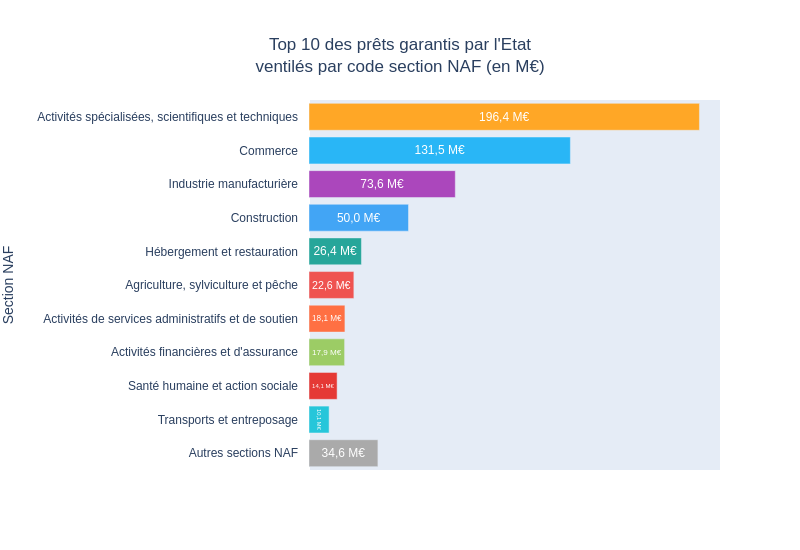 Top 10 des prêts garantis par l'Etat
ventilés par code section NAF (en M€)
Section NAF
Activités spécialisées, scientifiques et techniques 196,4 M€
Commerce 131,5 M€
Industrie manufacturière 73,6 M€
Construction 50,0 M€
Hébergement et restauration 26,4 M€
Agriculture, sylviculture et pêche 22,6 M€
Activités de services administratifs et de soutien 18,1 M€
Activités financières et d'assurance 17,9 M€
Santé humaine et action sociale 14,1 M€
Transports et entreposage
Autres sections NAF 34,6 M€